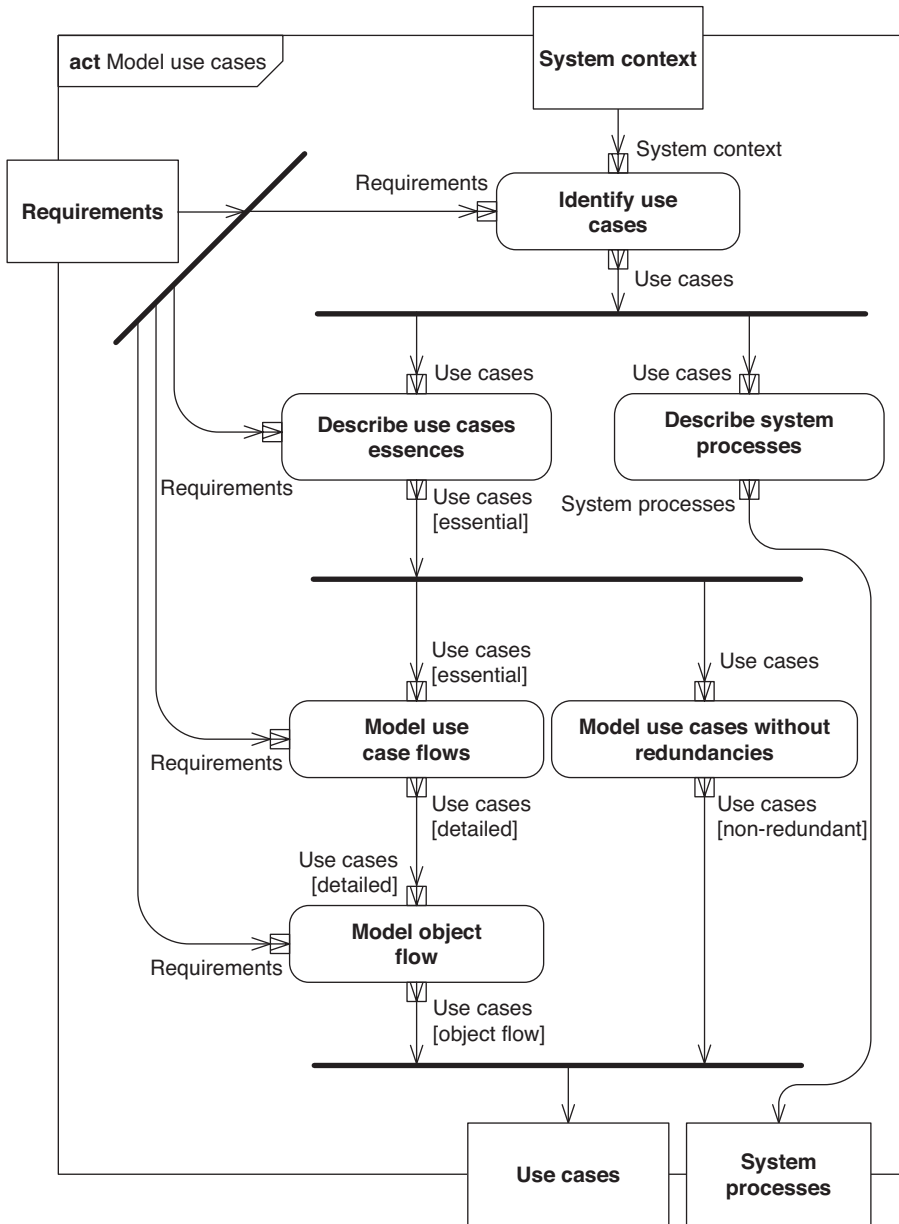 act Model use cases
System context
System context
Requirements
Requirements
Identify use
cases
Use cases
Use cases
Use cases
Describe use cases
essences
Describe system
processes
Requirements
Use cases
[essential]
System processes
Use cases
[essential]
Use cases
Model use
case flows
Model use cases without
redundancies
Requirements
Use cases
[detailed]
Use cases
[non-redundant]
Use cases
[detailed]
Model object
flow
Requirements
Use cases
[object flow]
Use cases
System
processes